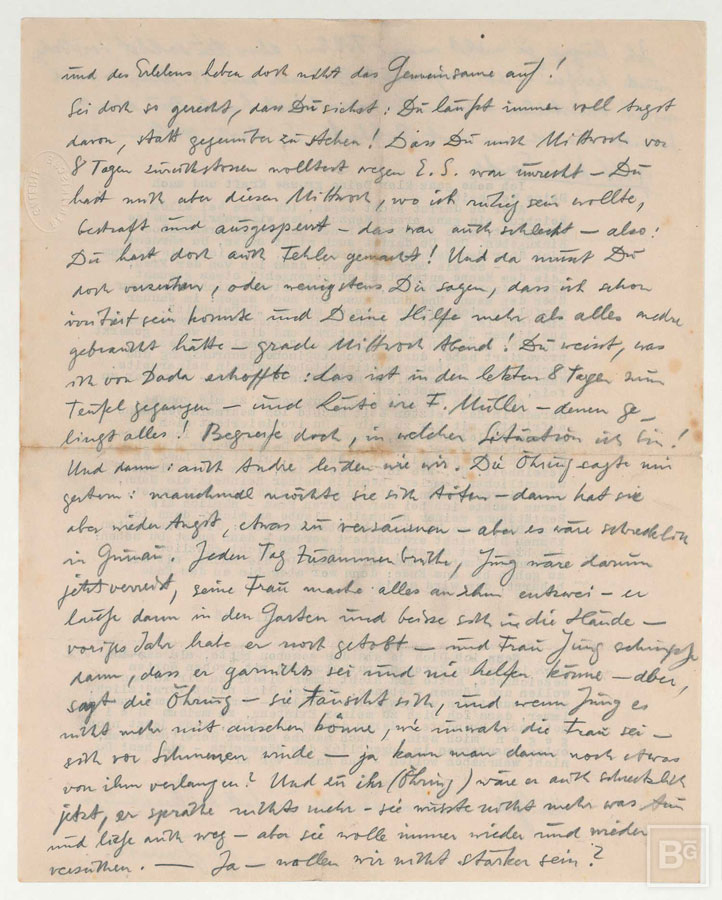 und des Erlebens heben doch nicht das Gemeinsame auf!
Sei doch so gerecht, dass Du siehst: Du läufst immer voll Angst
davon, statt gegenüber zu stehen! Dass Du mich Mittwoch vor
8 Tagen zurückstossen wolltest wegen E. S. war unrecht – Du
hast mich aber diesen Mittwoch, wo ich ruhig sein wollte,
bestraft und ausgesperrt – das war auch schlecht – also:
Du hast doch auch Fehler gemacht! Und da musst Du
doch verzeihen, oder wenigstens Dir sagen, dass ich schon
verwirrt sein konnte und Deine Hilfe mehr als alles andre
gebraucht hätte – grade Mittwoch Abend! Du weisst, was
ich von Dada erhoffte: das ist in den letzten 8 Tagen zum
Teufel gegangen – und Leute wie F. Müller – denen ge-
lingt alles! Begreife doch, in welcher Situation ich bin!
Und dann: auch Andre leiden wie wir. Die Öhring sagte mir
gestern: manchmal möchte sie sich töten – dann hat sie
aber wieder Angst, etwas zu versäumen – aber es wäre schrecklich
in Grünau. Jeden Tag Zusammenbrüche, Jung wäre darum
jetzt verreist, seine Frau mache alles an ihm entzwei – er
laufe dann in den Garten und beisse sich in die Hände –
voriges Jahr habe er noch getobt – und Frau Jung schimpfe
dann, dass er garnichts sei und nie helfen könne – aber,
sagt die Öhring – sie täuscht sich, und wenn Jung es
nicht mehr mit ansehen könne, wie unwahr die Frau sei –
sich vor Schmerzen winde – ja kann man dann noch etwas
von ihm verlangen? Und zu ihr (Öhring) wäre er auch schrecklich
jetzt, er spräche nichts mehr – sie wüsste nicht mehr was tun
und liefe auch weg – aber sie wolle immer wieder und wieder
versuchen. — Ja – wollen wir nicht stärker sein?
BG